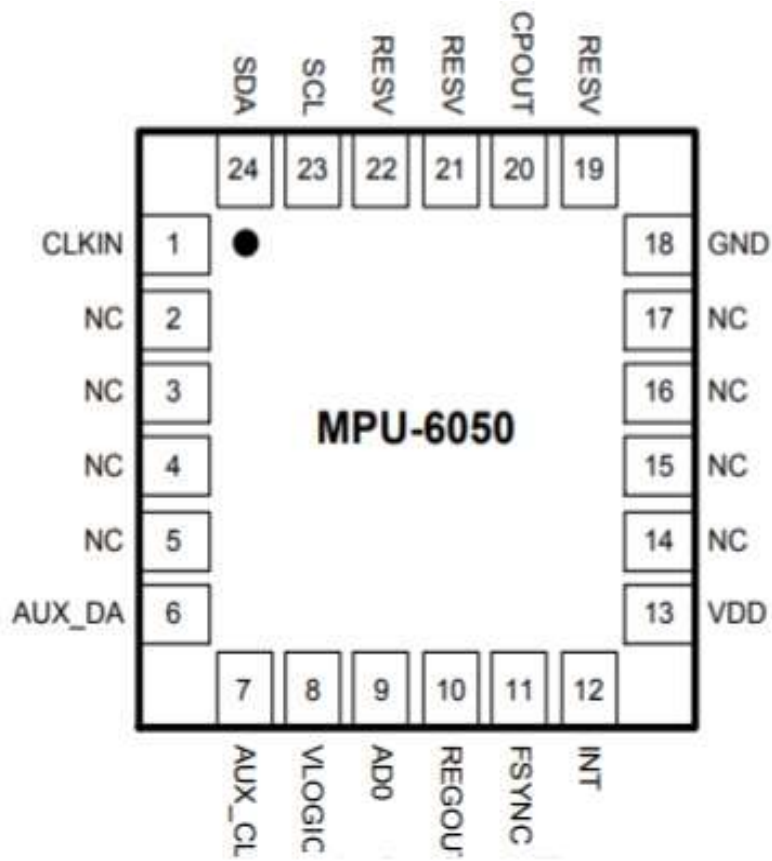 SDA SCL RESV RESV CPOUT RESV
24 23 22 21 20 19
CLKIN 1 18 GND
NC 2 17 NC
NC 3 16 NC
MPU-6050
NC 4 15 NC
NC 5 14 NC
AUX_DA 6 13 VDD
7 8 9 10 11 12
AUX_CL VLOGIC AD0 REGOUT FSYNC INT